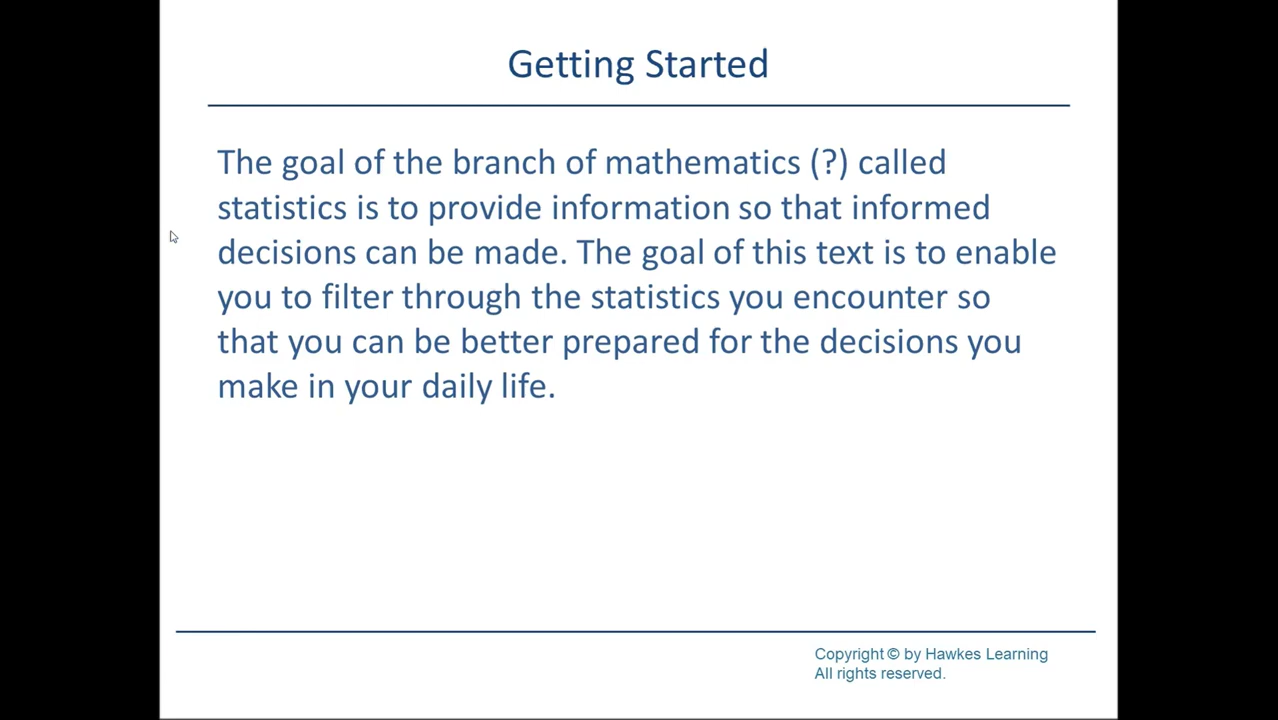 Getting Started
The goal of the branch of mathematics (?) called
statistics is to provide information so that informed
decisions can be made. The goal of this text is to enable
you to filter through the statistics you encounter so
that you can be better prepared for the decisions you
make in your daily life.
Copyright © by Hawkes Learning
All rights reserved.